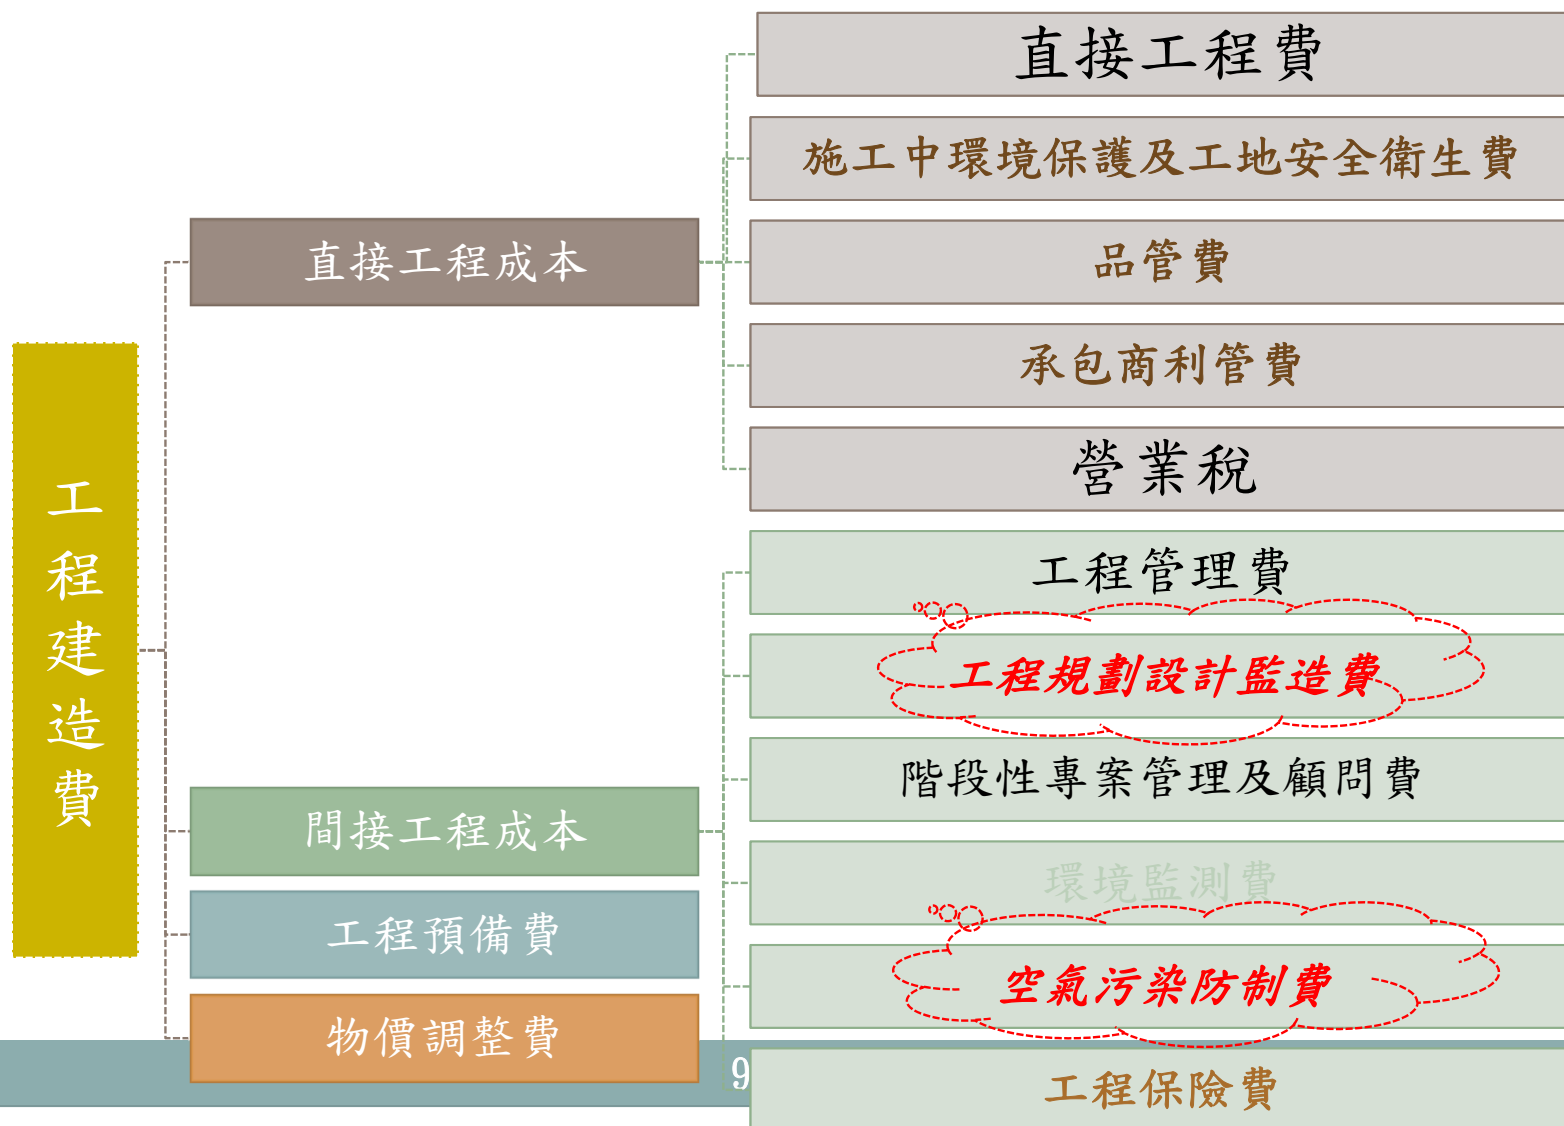 工程建造費
直接工程成本
直接工程費
施工中環境保護及工地安全衛生費
品管費
承包商利管費
營業稅
間接工程成本
工程管理費
工程規劃設計監造費
階段性專案管理及顧問費
環境監測費
空氣污染防制費
工程保險費
工程預備費
物價調整費
9